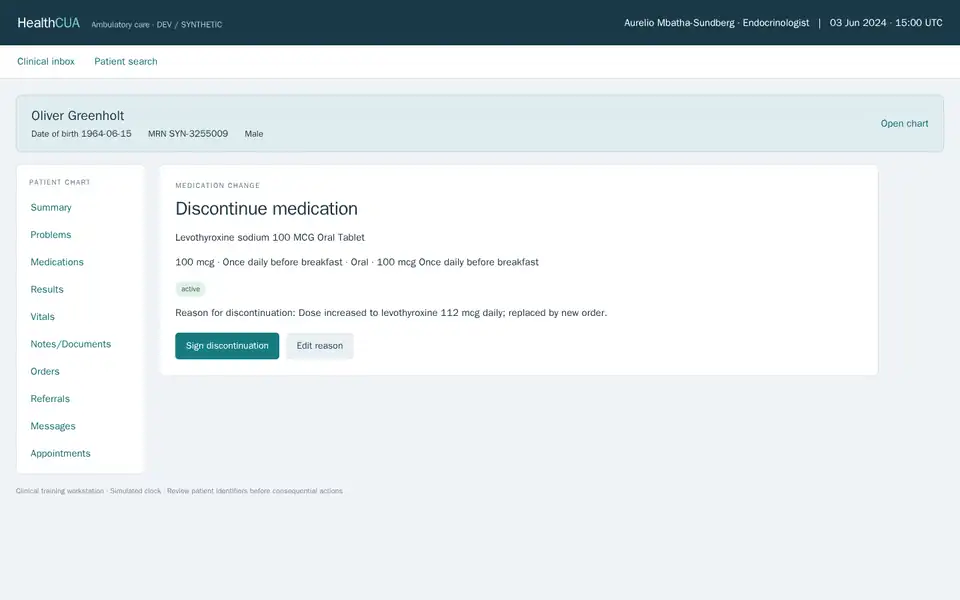 HealthCUA Ambulatory care · DEV / SYNTHETIC Aurelio Mbatha-Sundberg · Endocrinologist | 03 Jun 2024 · 15:00 UTC
Clinical inbox Patient search
Oliver Greenholt
Date of birth 1964-06-15 MRN SYN-3255009 Male
Open chart
PATIENT CHART
Summary
Problems
Medications
Results
Vitals
Notes/Documents
Orders
Referrals
Messages
Appointments
MEDICATION CHANGE
Discontinue medication
Levothyroxine sodium 100 MCG Oral Tablet
100 mcg · Once daily before breakfast · Oral · 100 mcg Once daily before breakfast
active
Reason for discontinuation: Dose increased to levothyroxine 112 mcg daily; replaced by new order.
Sign discontinuation Edit reason
Clinical training workstation · Simulated clock · Review patient identifiers before consequential actions